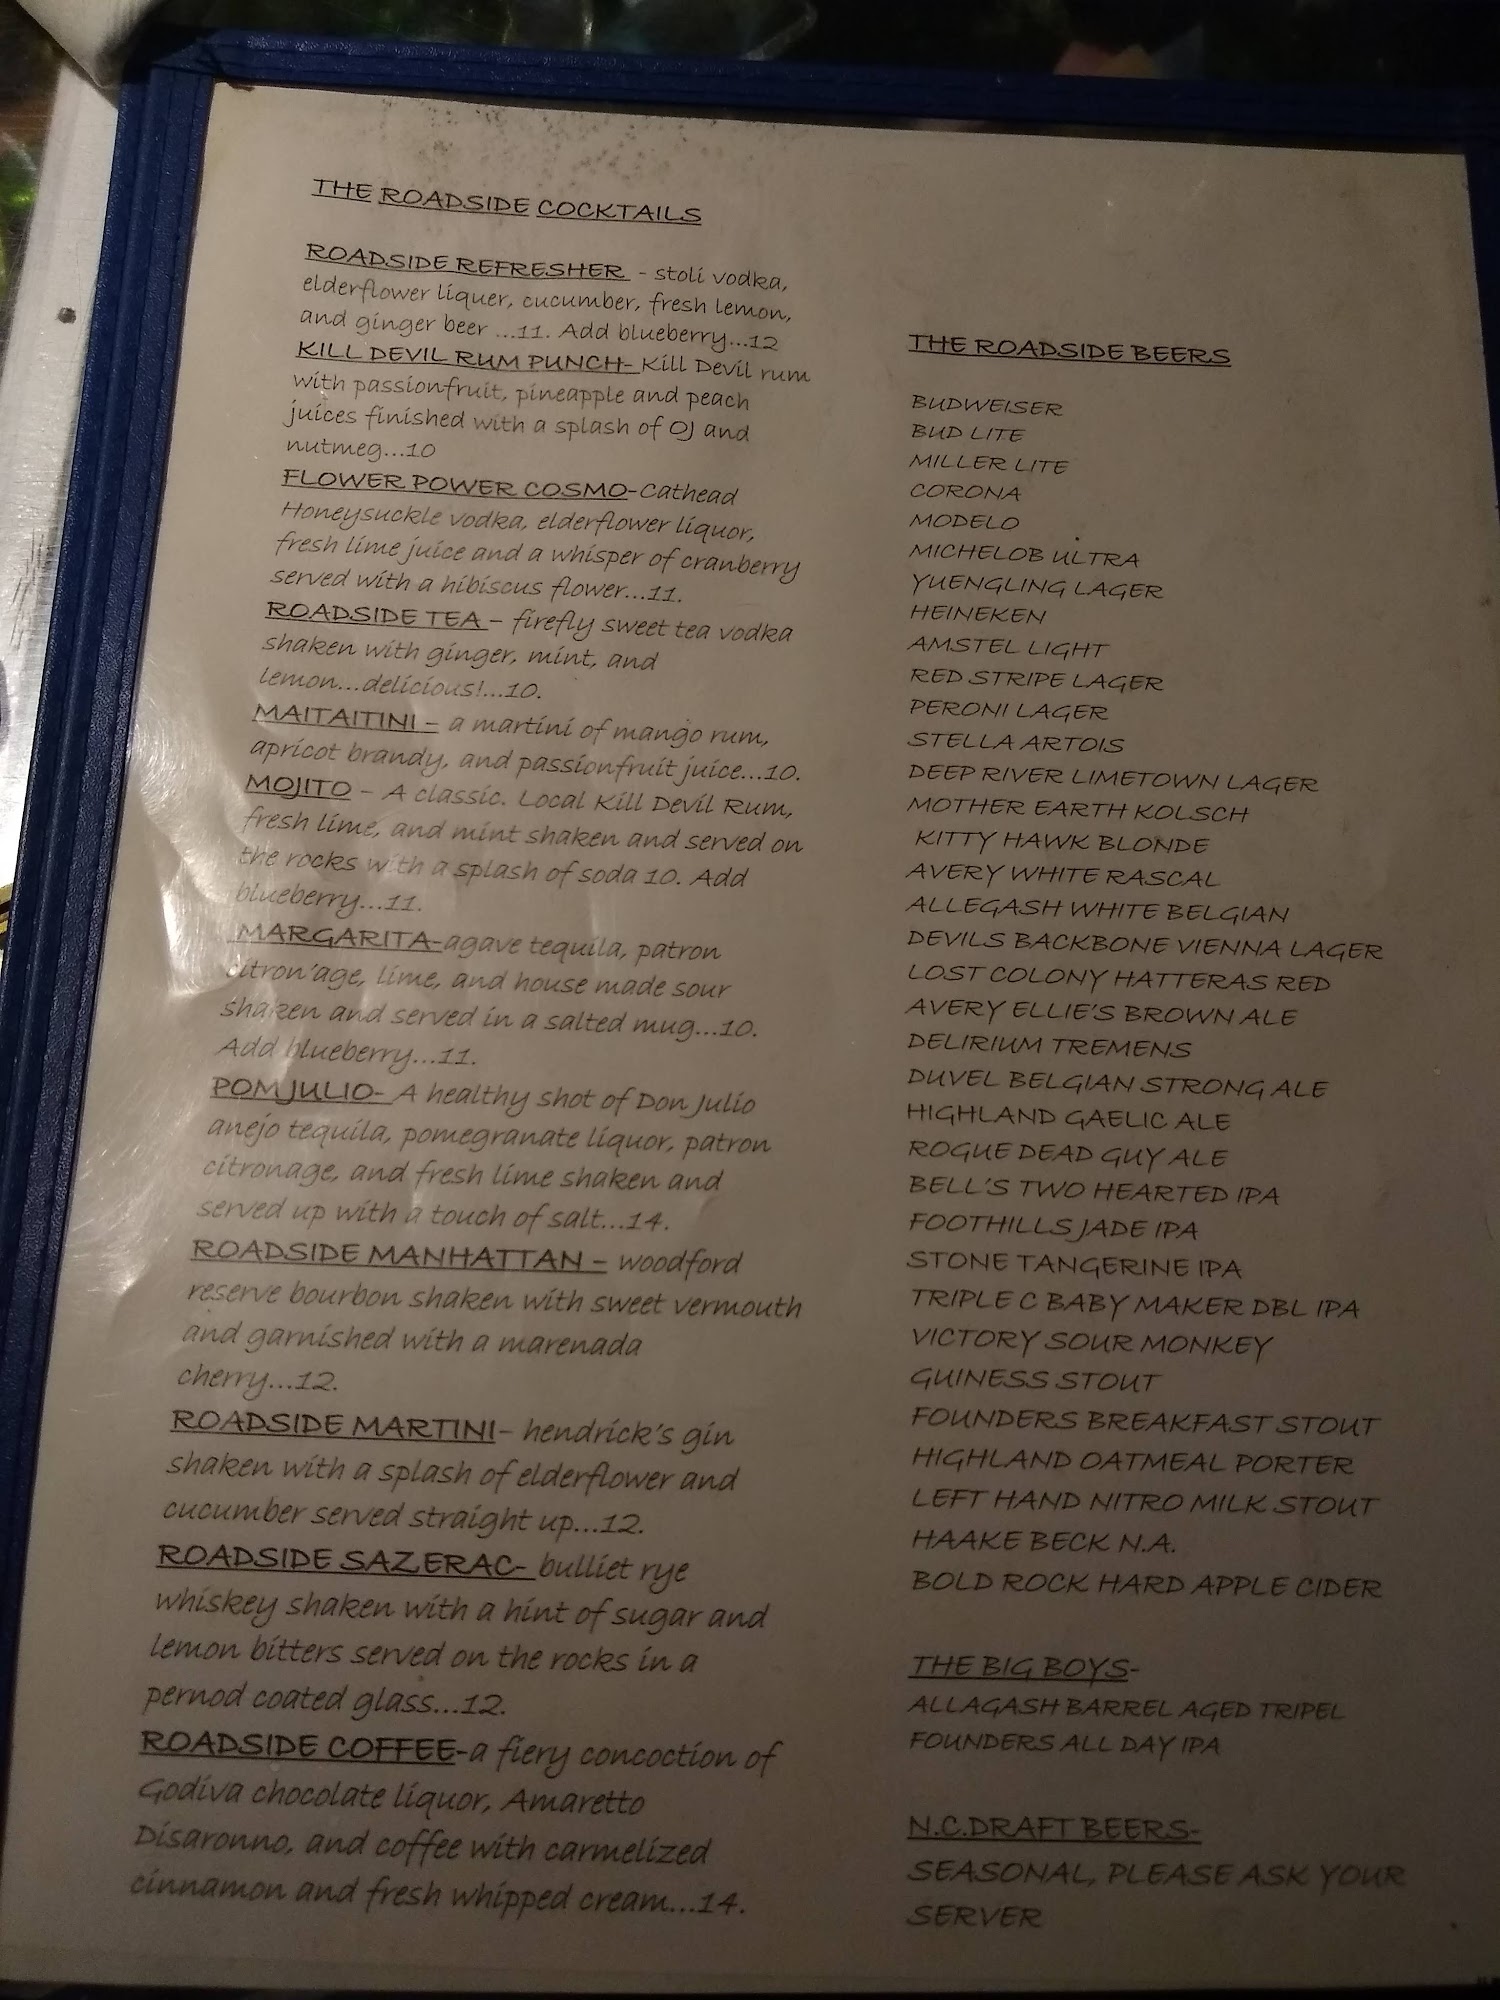 THE ROADSIDE COCKTAILS
ROADSIDE REFRESHER - stoli vodka,
elderflower liquer, cucumber, fresh lemon,
and ginger beer ...11. Add blueberry...12
KILL DEVIL RUM PUNCH- Kill Devil rum
with passionfruit, pineapple and peach
juices finished with a splash of OJ and
nutmeg...10
FLOWER POWER COSMO-Cathead
Honeysuckle vodka, elderflower liquor,
fresh lime juice and a whisper of cranberry
served with a hibiscus flower...11.
ROADSIDE TEA – firefly sweet tea vodka
shaken with ginger, mint, and
lemon...delicious!...10.
MAITAITINI – a martini of mango rum,
apricot brandy, and passionfruit juice...10.
MOJITO – A classic. Local Kill Devil Rum,
fresh lime, and mint shaken and served on
the rocks with a splash of soda 10. Add
blueberry...11.
MARGARITA-agave tequila, patron
citron'age, lime, and house made sour
shaken and served in a salted mug...10.
Add blueberry...11.
POM JULIO- A healthy shot of Don Julio
anejo tequila, pomegranate liquor, patron
citronage, and fresh lime shaken and
served up with a touch of salt...14.
ROADSIDE MANHATTAN – woodford
reserve bourbon shaken with sweet vermouth
and garnished with a marenada
cherry...12.
ROADSIDE MARTINI– hendrick's gin
shaken with a splash of elderflower and
cucumber served straight up...12.
ROADSIDE SAZERAC- bulliet rye
whiskey shaken with a hint of sugar and
lemon bitters served on the rocks in a
pernod coated glass...12.
ROADSIDE COFFEE-a fiery concoction of
Godiva chocolate liquor, Amaretto
Disaronno, and coffee with carmelized
cinnamon and fresh whipped cream...14.
THE ROADSIDE BEERS
BUDWEISER
BUD LITE
MILLER LITE
CORONA
MODELO
MICHELOB ULTRA
YUENGLING LAGER
HEINEKEN
AMSTEL LIGHT
RED STRIPE LAGER
PERONI LAGER
STELLA ARTOIS
DEEP RIVER LIMETOWN LAGER
MOTHER EARTH KOLSCH
KITTY HAWK BLONDE
AVERY WHITE RASCAL
ALLEGASH WHITE BELGIAN
DEVILS BACKBONE VIENNA LAGER
LOST COLONY HATTERAS RED
AVERY ELLIE'S BROWN ALE
DELIRIUM TREMENS
DUVEL BELGIAN STRONG ALE
HIGHLAND GAELIC ALE
ROGUE DEAD GUY ALE
BELL'S TWO HEARTED IPA
FOOTHILLS JADE IPA
STONE TANGERINE IPA
TRIPLE C BABY MAKER DBL IPA
VICTORY SOUR MONKEY
GUINESS STOUT
FOUNDERS BREAKFAST STOUT
HIGHLAND OATMEAL PORTER
LEFT HAND NITRO MILK STOUT
HAAKE BECK N.A.
BOLD ROCK HARD APPLE CIDER
THE BIG BOYS-
ALLAGASH BARREL AGED TRIPEL
FOUNDERS ALL DAY IPA
N.C.DRAFT BEERS-
SEASONAL, PLEASE ASK YOUR
SERVER